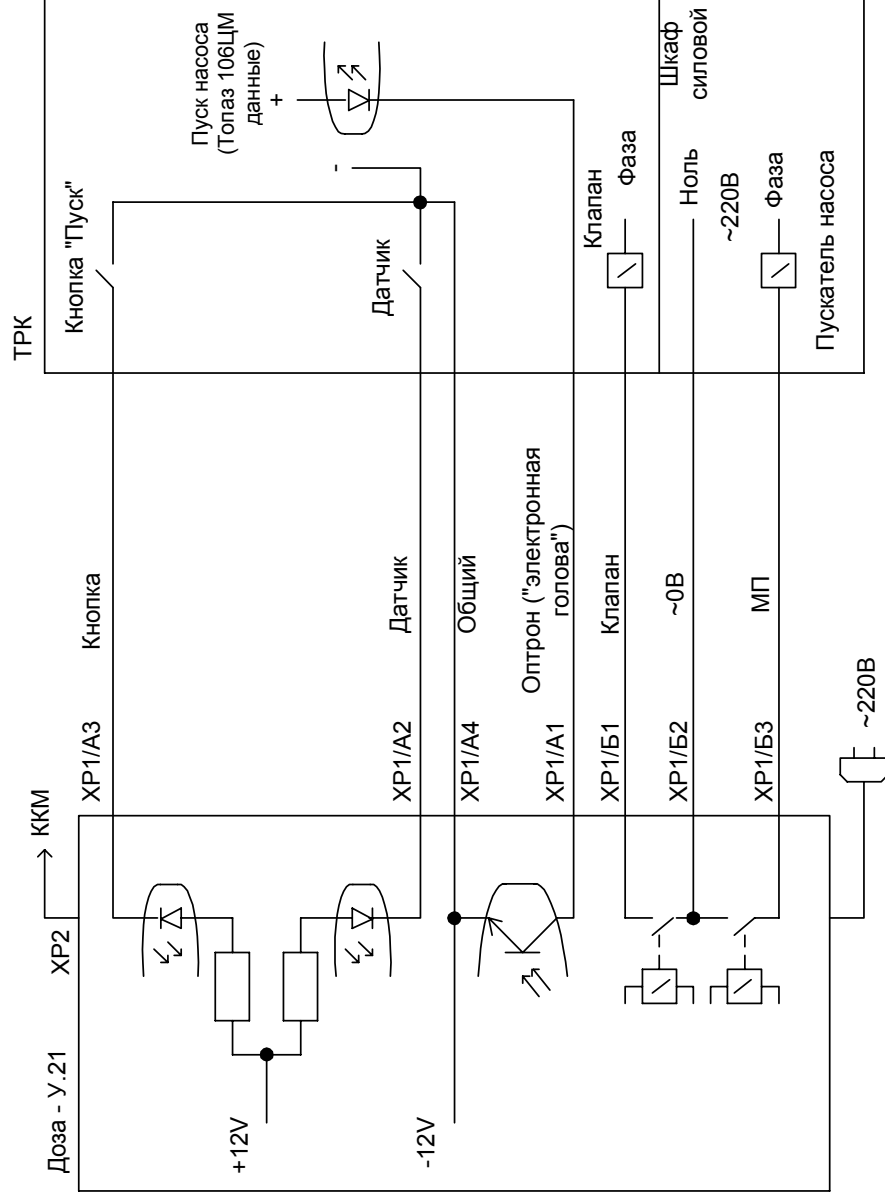 Доза - У.21
ХР2
ККМ
ТРК
+12V
-12V
ХР1/А3
Кнопка
Кнопка "Пуск"
Пуск насоса
(Топаз 106ЦМ
данные)
+
-
ХР1/А2
Датчик
Датчик
ХР1/А4
Общий
ХР1/А1
Оптрон ("электронная
голова")
ХР1/Б1
Клапан
Клапан
Фаза
ХР1/Б2
~0В
Ноль
Шкаф
силовой
~220В
ХР1/Б3
МП
Фаза
Пускатель насоса
~220В